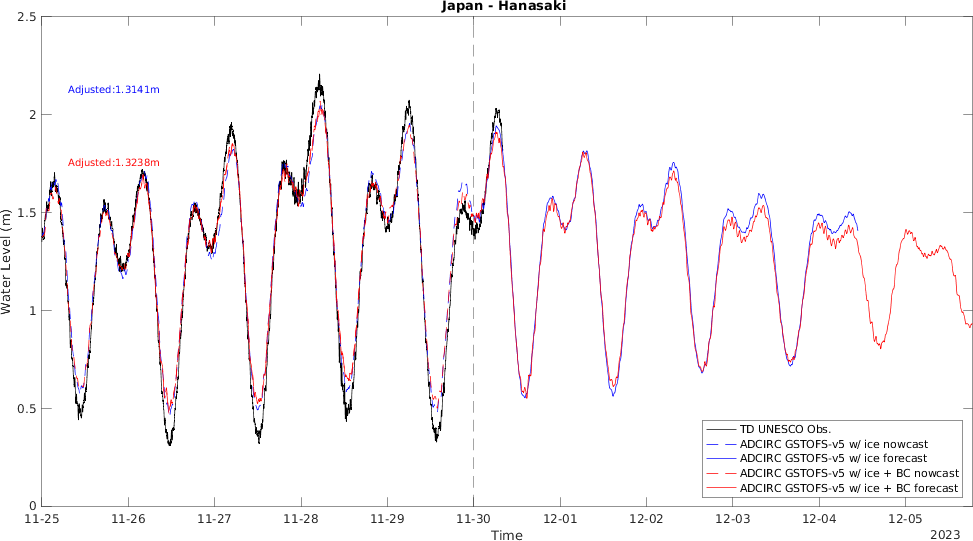 Japan - Hanasaki
2.5
2
1.5
1
0.5
0
Water Level (m)
Adjusted:1.3141m
Adjusted:1.3238m
TD UNESCO Obs.
ADCIRC GSTOFS-v5 w/ ice nowcast
ADCIRC GSTOFS-v5 w/ ice forecast
ADCIRC GSTOFS-v5 w/ ice + BC nowcast
ADCIRC GSTOFS-v5 w/ ice + BC forecast
11-25 11-26 11-27 11-28 11-29 11-30 12-01 12-02 12-03 12-04 12-05
Time
2023